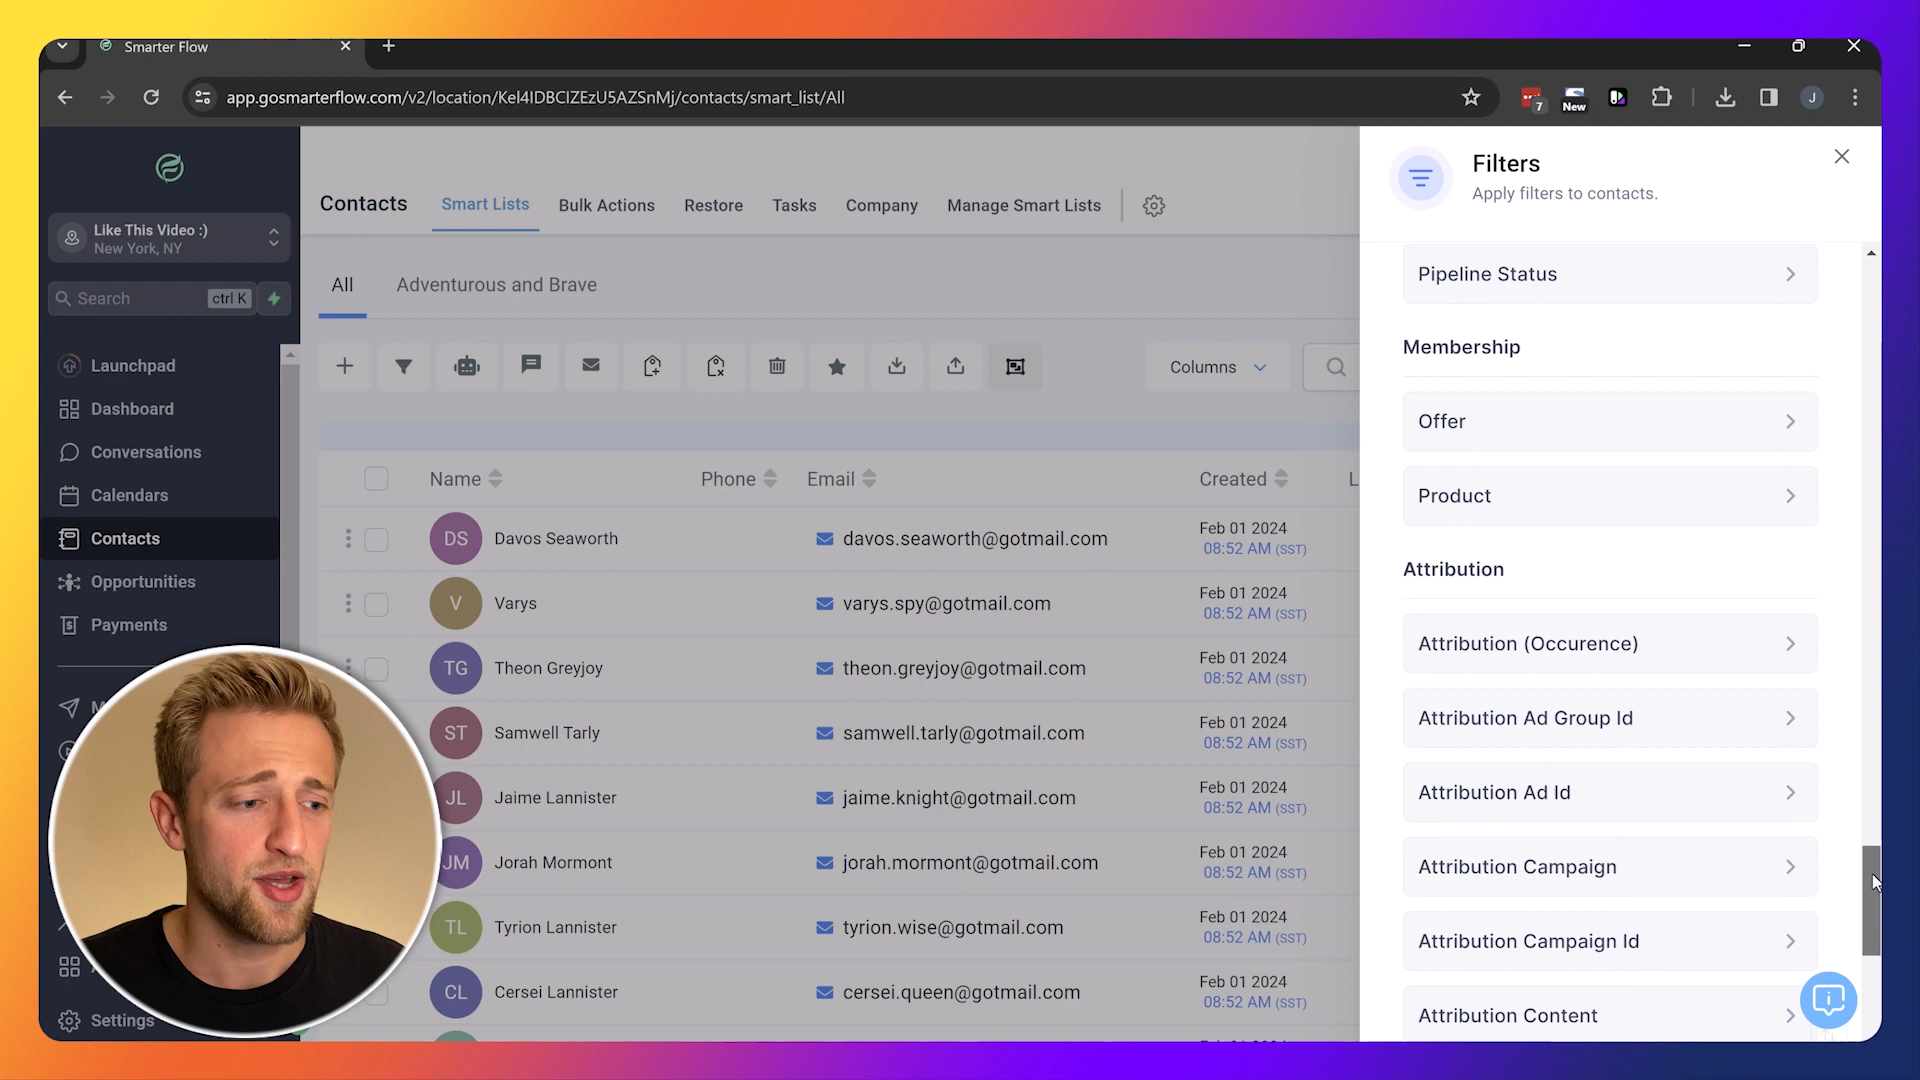 Smarter Flow
app.gosmarterflow.com/v2/location/Kel4IDBCIZEzU5AZSnMj/contacts/smart_list/All
7
New
J
Like This Video :)
New York, NY
Search
ctrl K
Launchpad
Dashboard
Conversations
Calendars
Contacts
Opportunities
Payments
Settings
Contacts
Smart Lists
Bulk Actions
Restore
Tasks
Company
Manage Smart Lists
All
Adventurous and Brave
Columns
Name
Phone
Email
Created
L
DS
Davos Seaworth
davos.seaworth@gotmail.com
Feb 01 2024
08:52 AM (SST)
V
Varys
varys.spy@gotmail.com
Feb 01 2024
08:52 AM (SST)
TG
Theon Greyjoy
theon.greyjoy@gotmail.com
Feb 01 2024
08:52 AM (SST)
ST
Samwell Tarly
samwell.tarly@gotmail.com
Feb 01 2024
08:52 AM (SST)
JL
Jaime Lannister
jaime.knight@gotmail.com
Feb 01 2024
08:52 AM (SST)
JM
Jorah Mormont
jorah.mormont@gotmail.com
Feb 01 2024
08:52 AM (SST)
TL
Tyrion Lannister
tyrion.wise@gotmail.com
Feb 01 2024
08:52 AM (SST)
CL
Cersei Lannister
cersei.queen@gotmail.com
Feb 01 2024
08:52 AM (SST)
Filters
Apply filters to contacts.
Pipeline Status
Membership
Offer
Product
Attribution
Attribution (Occurence)
Attribution Ad Group Id
Attribution Ad Id
Attribution Campaign
Attribution Campaign Id
Attribution Content